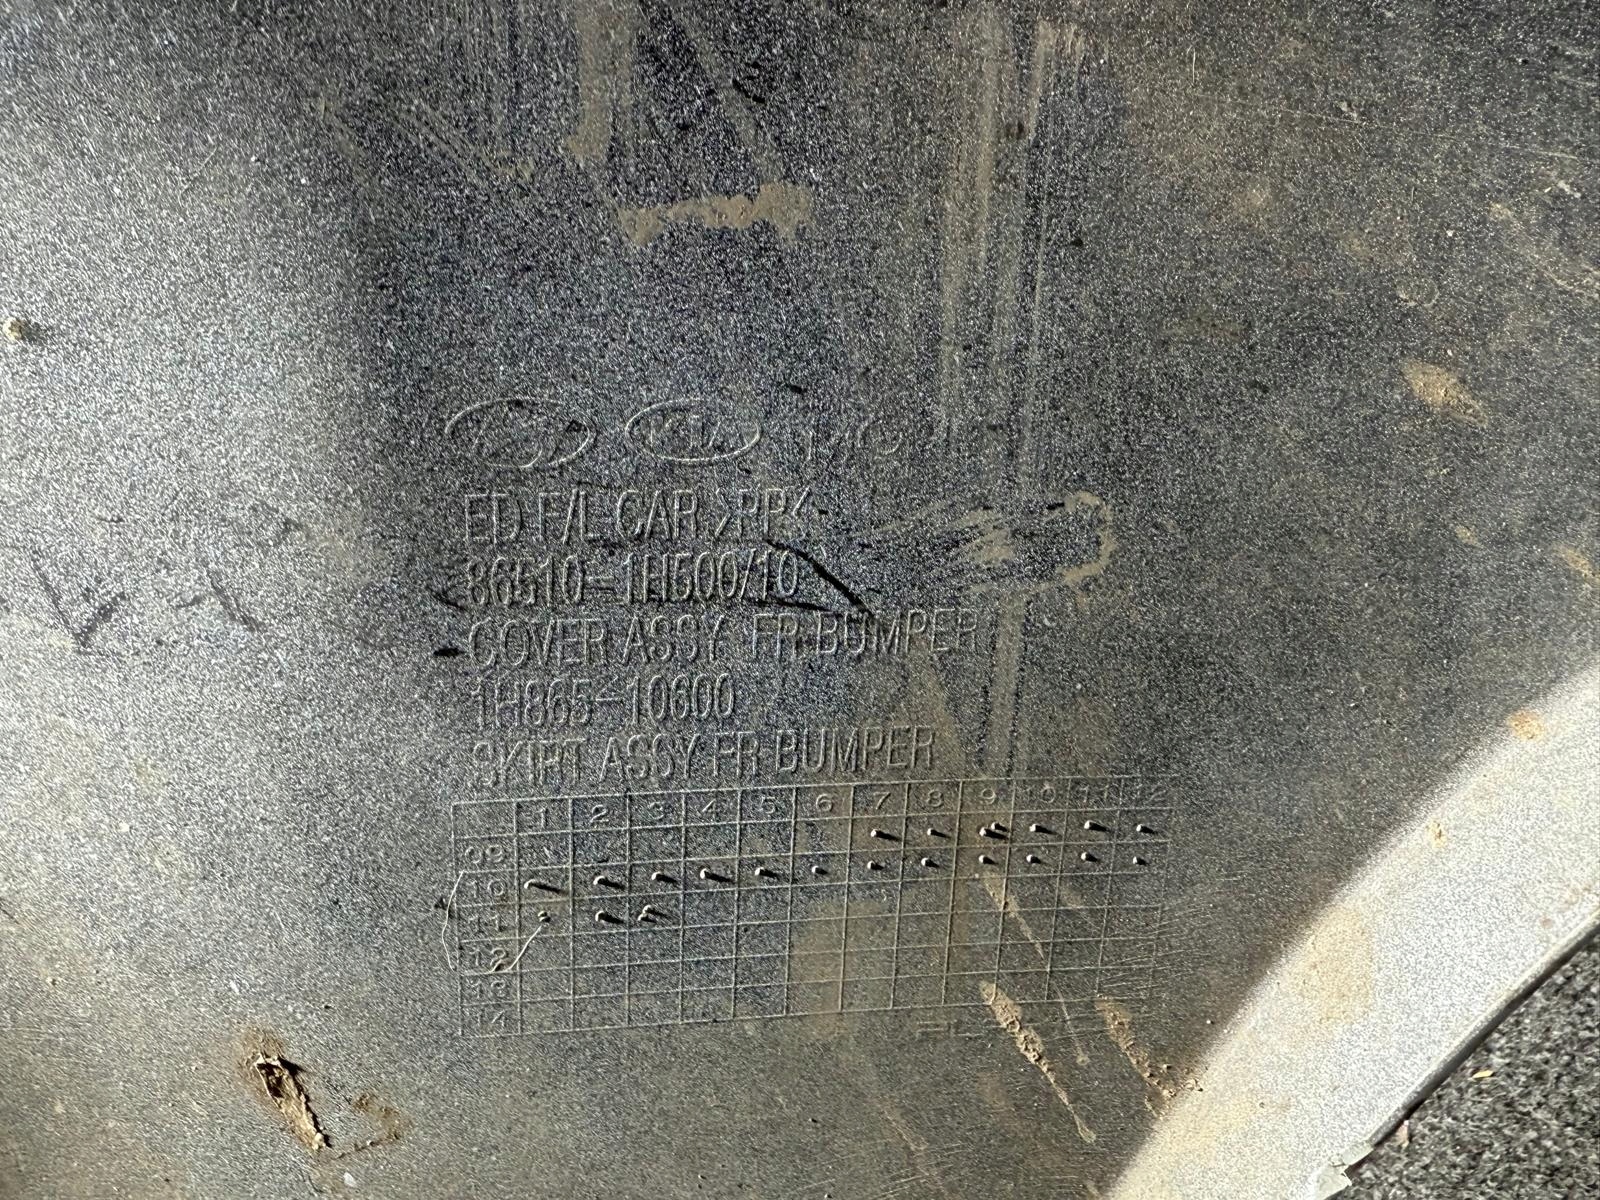 KIA
ED F/L CAR >PP<
86510-1H500/10
COVER ASSY FR BUMPER
1H865-10600
SKIRT ASSY FR BUMPER
1 2 3 4 5 6 7 8 9 10 11 12
09
10
11
12
13
14